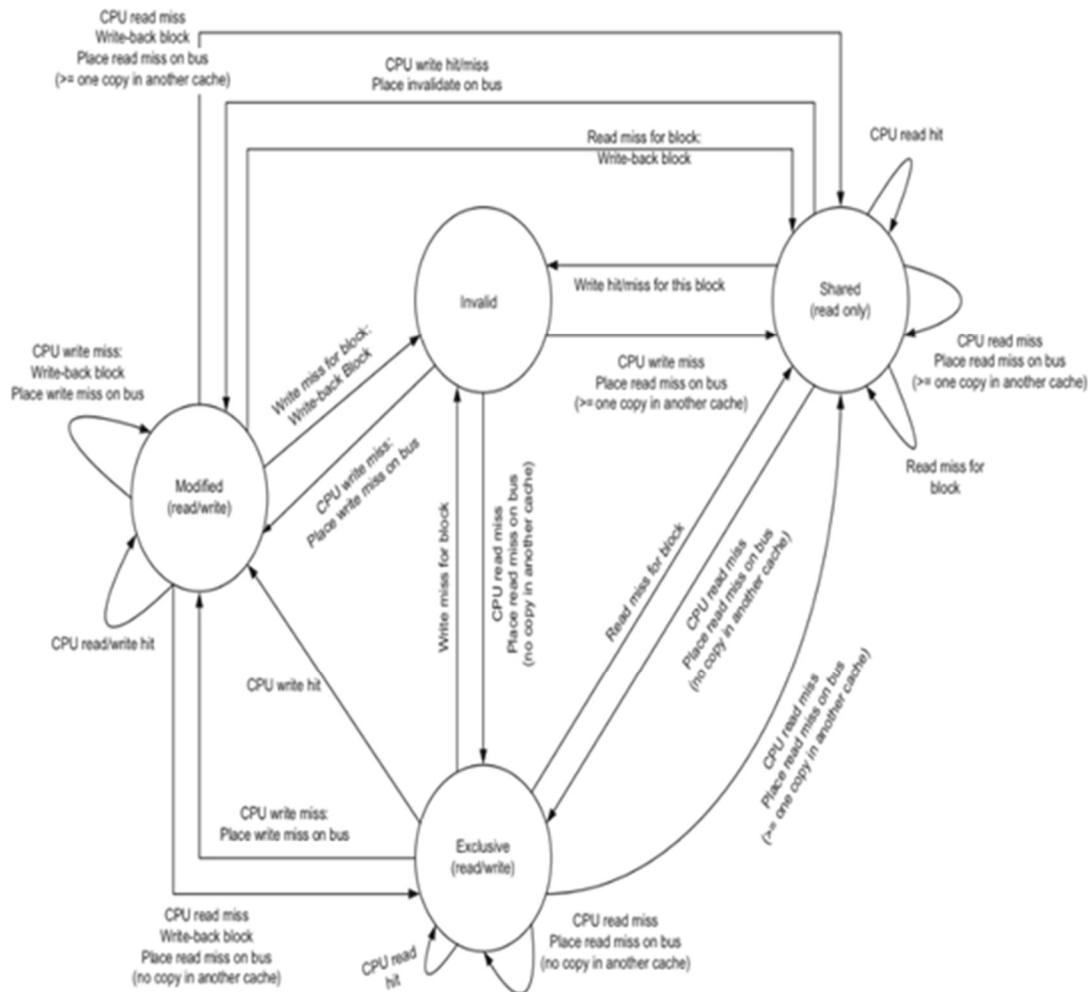 CPU read miss
Write-back block
Place read miss on bus
(>= one copy in another cache)
CPU write hit/miss
Place invalidate on bus
Read miss for block:
Write-back block
CPU read hit
Invalid
Write hit/miss for this block
Shared
(read only)
CPU write miss
Place read miss on bus
(>= one copy in another cache)
CPU read miss
Place read miss on bus
(>= one copy in another cache)
Read miss for
block
CPU write miss:
Write-back block
Place write miss on bus
Write miss for block:
Write-back Block
CPU write miss:
Place write miss on bus
Modified
(read/write)
CPU read/write hit
Write miss for block
CPU read miss
Place read miss on bus
(no copy in another cache)
Read miss for block
CPU read miss
Place read miss on bus
(no copy in another cache)
CPU write hit
CPU read miss
Place read miss on bus
(>= one copy in another cache)
CPU write miss:
Place write miss on bus
Exclusive
(read/write)
CPU read miss
Write-back block
Place read miss on bus
(no copy in another cache)
CPU read
hit
CPU read miss
Place read miss on bus
(no copy in another cache)